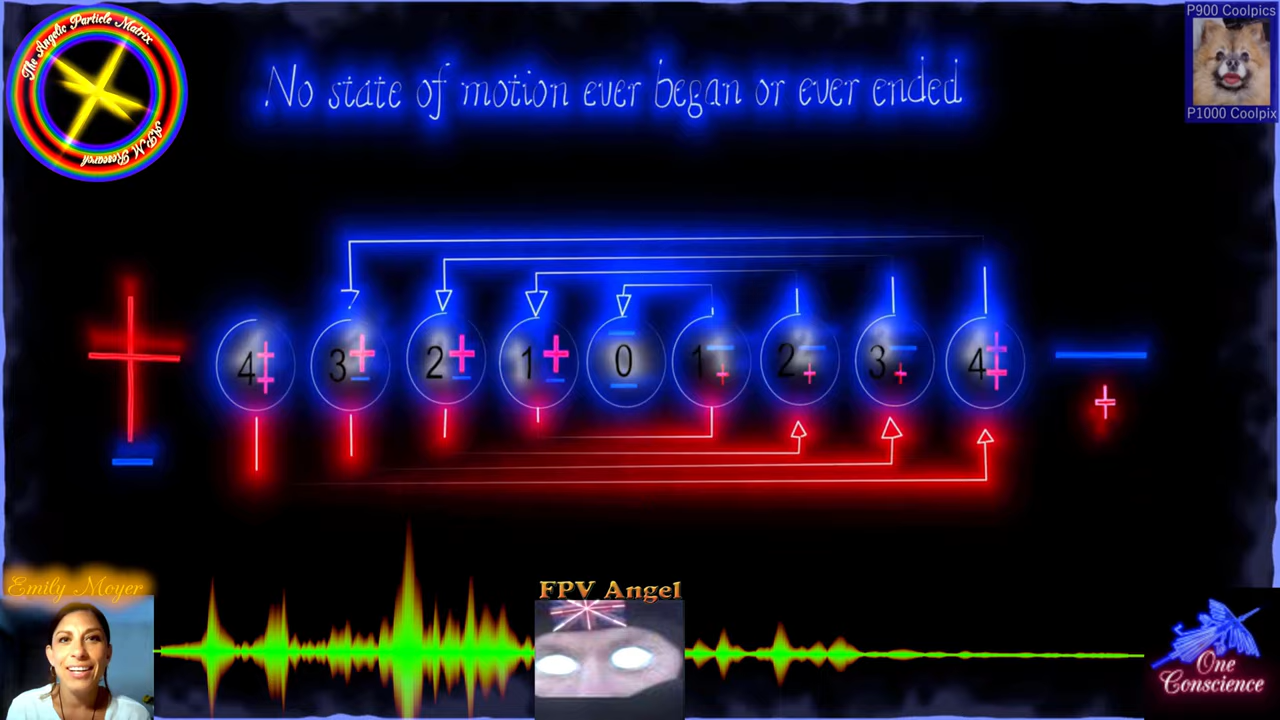 The Angelic Particle Matrix
A.P.M Research
P900 Coolpics
P1000 Coolpix
No state of motion ever began or ever ended
+ 4‡ 3+− 2+− 1+− 0 1−+ 2−+ 3−+ 4‡ −
− +
Emily Moyer
FPV Angel
One
Conscience